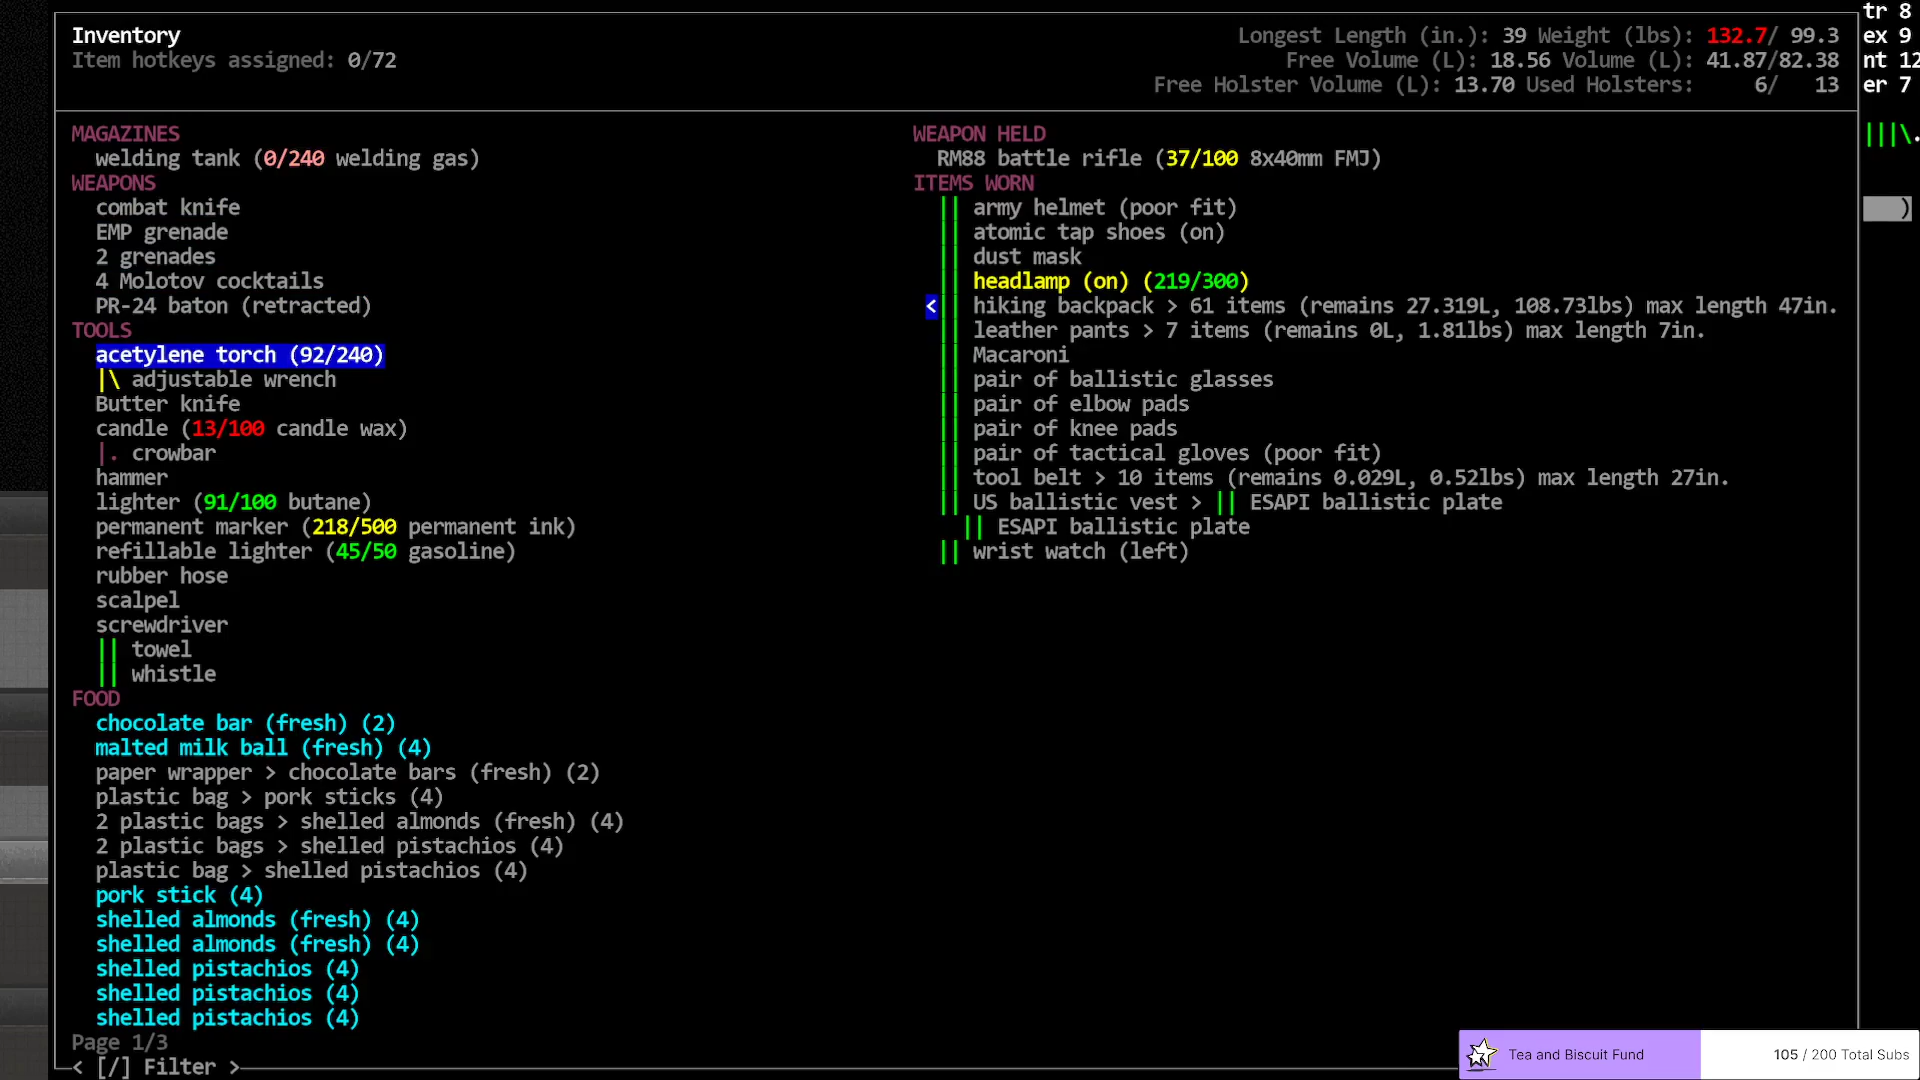 Inventory
Item hotkeys assigned: 0/72
Longest Length (in.): 39 Weight (lbs): 132.7/ 99.3
Free Volume (L): 18.56 Volume (L): 41.87/82.38
Free Holster Volume (L): 13.70 Used Holsters: 6/ 13
tr 8
ex 9
nt 12
er 7
|||\.
)
MAGAZINES
welding tank (0/240 welding gas)
WEAPONS
combat knife
EMP grenade
2 grenades
4 Molotov cocktails
PR-24 baton (retracted)
TOOLS
acetylene torch (92/240)
|\ adjustable wrench
Butter knife
candle (13/100 candle wax)
|. crowbar
hammer
lighter (91/100 butane)
permanent marker (218/500 permanent ink)
refillable lighter (45/50 gasoline)
rubber hose
scalpel
screwdriver
|| towel
|| whistle
FOOD
chocolate bar (fresh) (2)
malted milk ball (fresh) (4)
paper wrapper > chocolate bars (fresh) (2)
plastic bag > pork sticks (4)
2 plastic bags > shelled almonds (fresh) (4)
2 plastic bags > shelled pistachios (4)
plastic bag > shelled pistachios (4)
pork stick (4)
shelled almonds (fresh) (4)
shelled almonds (fresh) (4)
shelled pistachios (4)
shelled pistachios (4)
shelled pistachios (4)
Page 1/3
< [/] Filter >
WEAPON HELD
RM88 battle rifle (37/100 8x40mm FMJ)
ITEMS WORN
|| army helmet (poor fit)
|| atomic tap shoes (on)
|| dust mask
|| headlamp (on) (219/300)
< || hiking backpack > 61 items (remains 27.319L, 108.73lbs) max length 47in.
|| leather pants > 7 items (remains 0L, 1.81lbs) max length 7in.
|| Macaroni
|| pair of ballistic glasses
|| pair of elbow pads
|| pair of knee pads
|| pair of tactical gloves (poor fit)
|| tool belt > 10 items (remains 0.029L, 0.52lbs) max length 27in.
|| US ballistic vest > || ESAPI ballistic plate
|| ESAPI ballistic plate
|| wrist watch (left)
Tea and Biscuit Fund
105 / 200 Total Subs